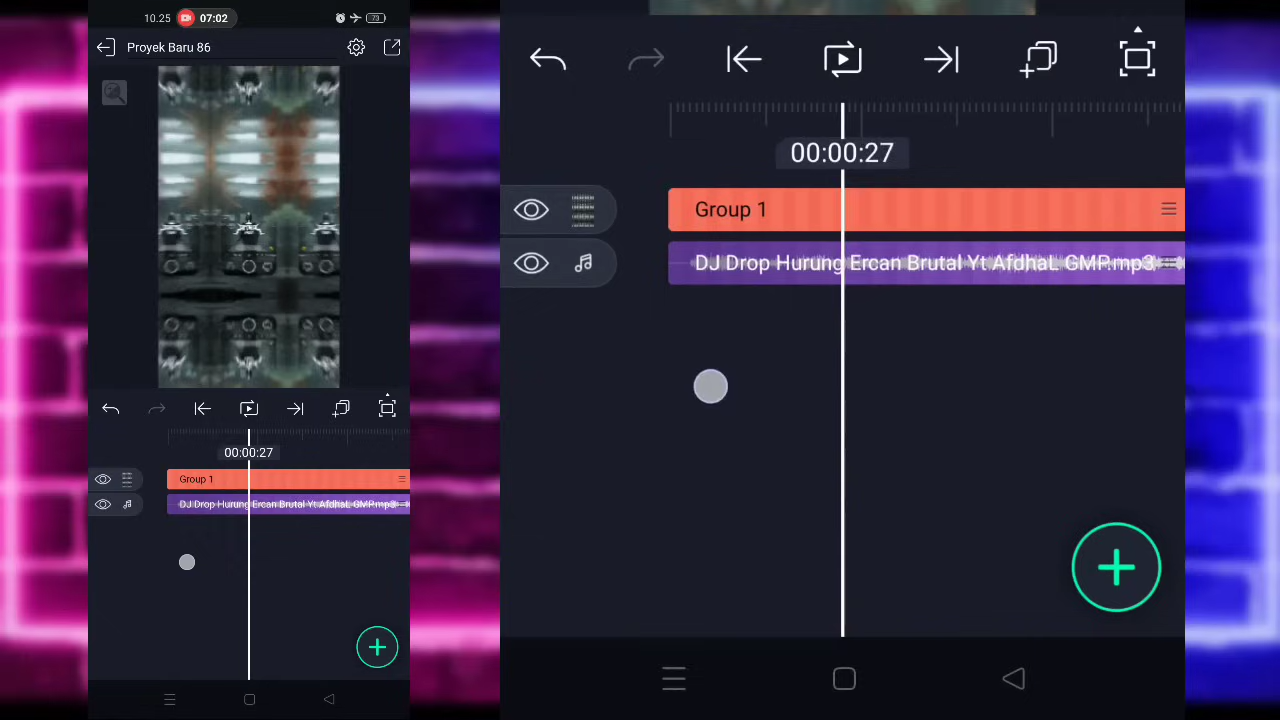 10.25
07:02
73
Proyek Baru 86
00:00:27
Group 1
DJ Drop Hurung Ercan Brutal Yt AfdhaL GMP.mp3
00:00:27
Group 1
DJ Drop Hurung Ercan Brutal Yt AfdhaL GMP.mp3